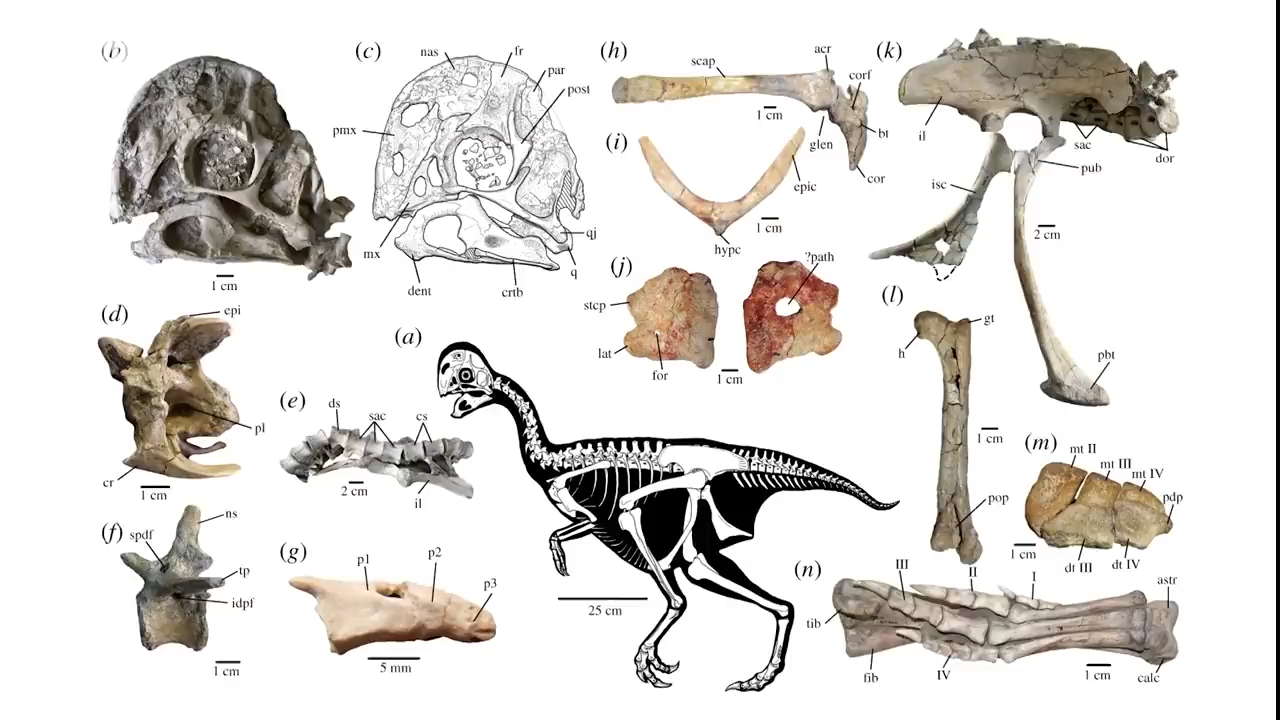 (b)
1 cm
(c)
nas
fr
par
post
pmx
mx
dent
crtb
qj
q
(h)
scap
acr
corf
bt
glen
cor
1 cm
(i)
epic
hypc
1 cm
(j)
stcp
lat
for
?path
1 cm
(k)
il
sac
dor
isc
pub
2 cm
pbt
(d)
epi
pl
cr
1 cm
(e)
ds
sac
cs
il
2 cm
(a)
25 cm
(l)
gt
h
1 cm
pop
(m)
mt II
mt III
mt IV
pdp
dt III
dt IV
1 cm
(f)
ns
spdf
tp
idpf
1 cm
(g)
p1
p2
p3
5 mm
(n)
III
II
I
astr
tib
fib
IV
1 cm
calc